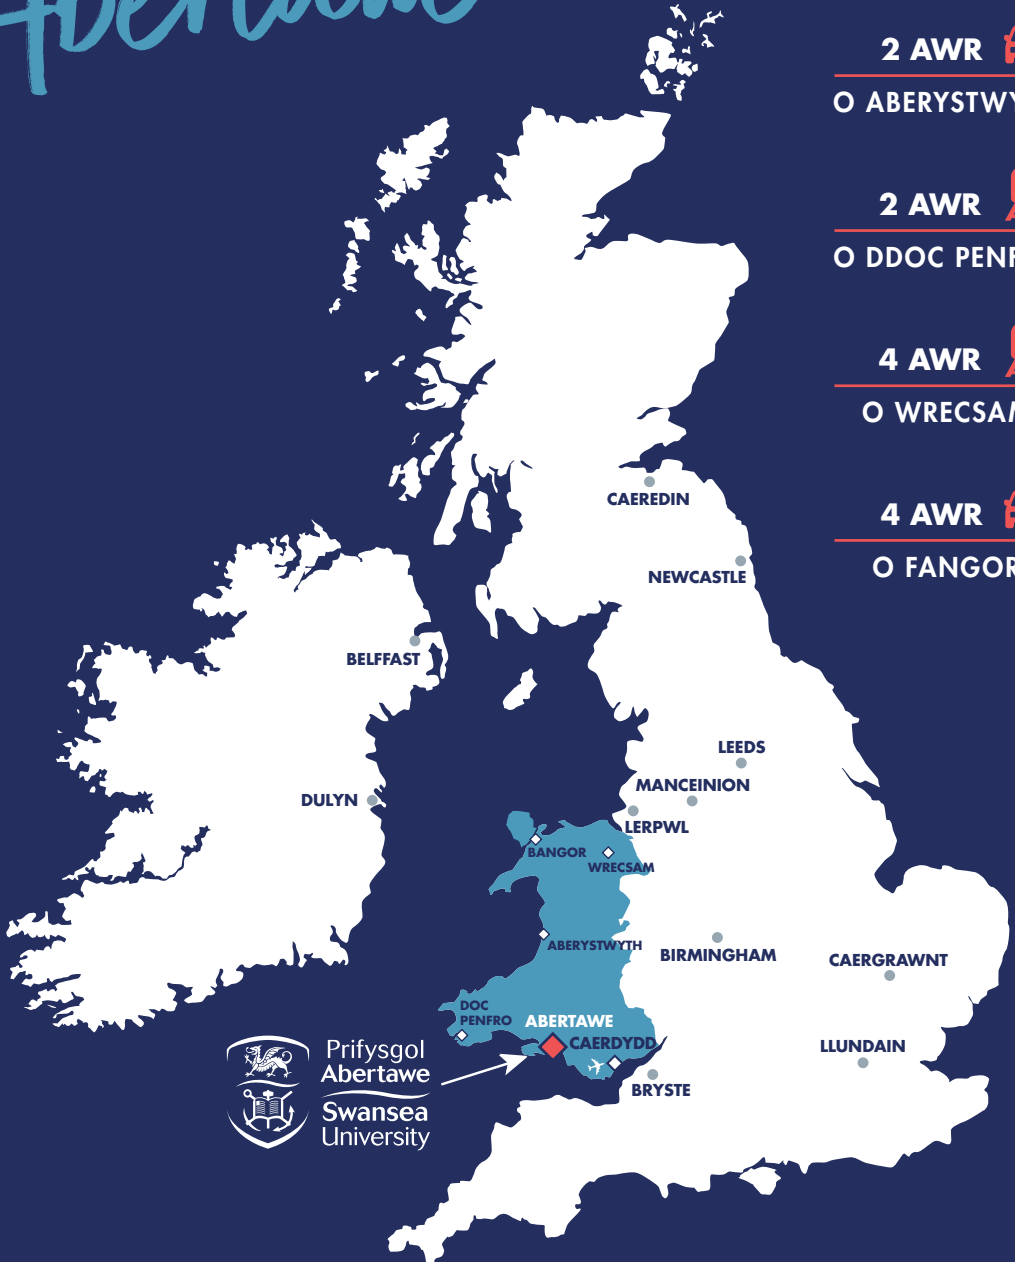 Abertawe
2 AWR
O ABERYSTWY
2 AWR
O DDOC PENF
4 AWR
O WRECSAM
4 AWR
O FANGOR
CAEREDIN
NEWCASTLE
BELFFAST
LEEDS
MANCEINION
DULYN
LERPWL
BANGOR
WRECSAM
ABERYSTWYTH
BIRMINGHAM
CAERGRAWNT
DOC
PENFRO
ABERTAWE
CAERDYDD
LLUNDAIN
BRYSTE
Prifysgol
Abertawe
Swansea
University